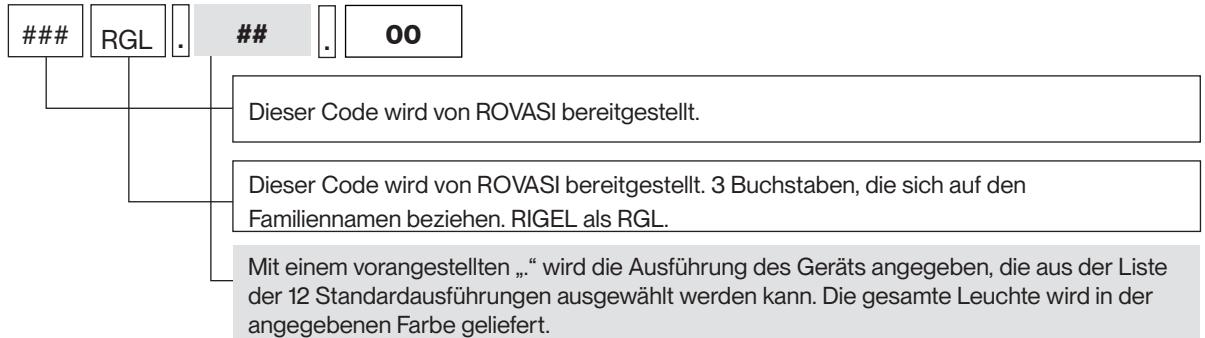 ### RGL . ## . 00
Dieser Code wird von ROVASI bereitgestellt.
Dieser Code wird von ROVASI bereitgestellt. 3 Buchstaben, die sich auf den
Familiennamen beziehen. RIGEL als RGL.
Mit einem vorangestellten „.“ wird die Ausführung des Geräts angegeben, die aus der Liste
der 12 Standardausführungen ausgewählt werden kann. Die gesamte Leuchte wird in der
angegebenen Farbe geliefert.